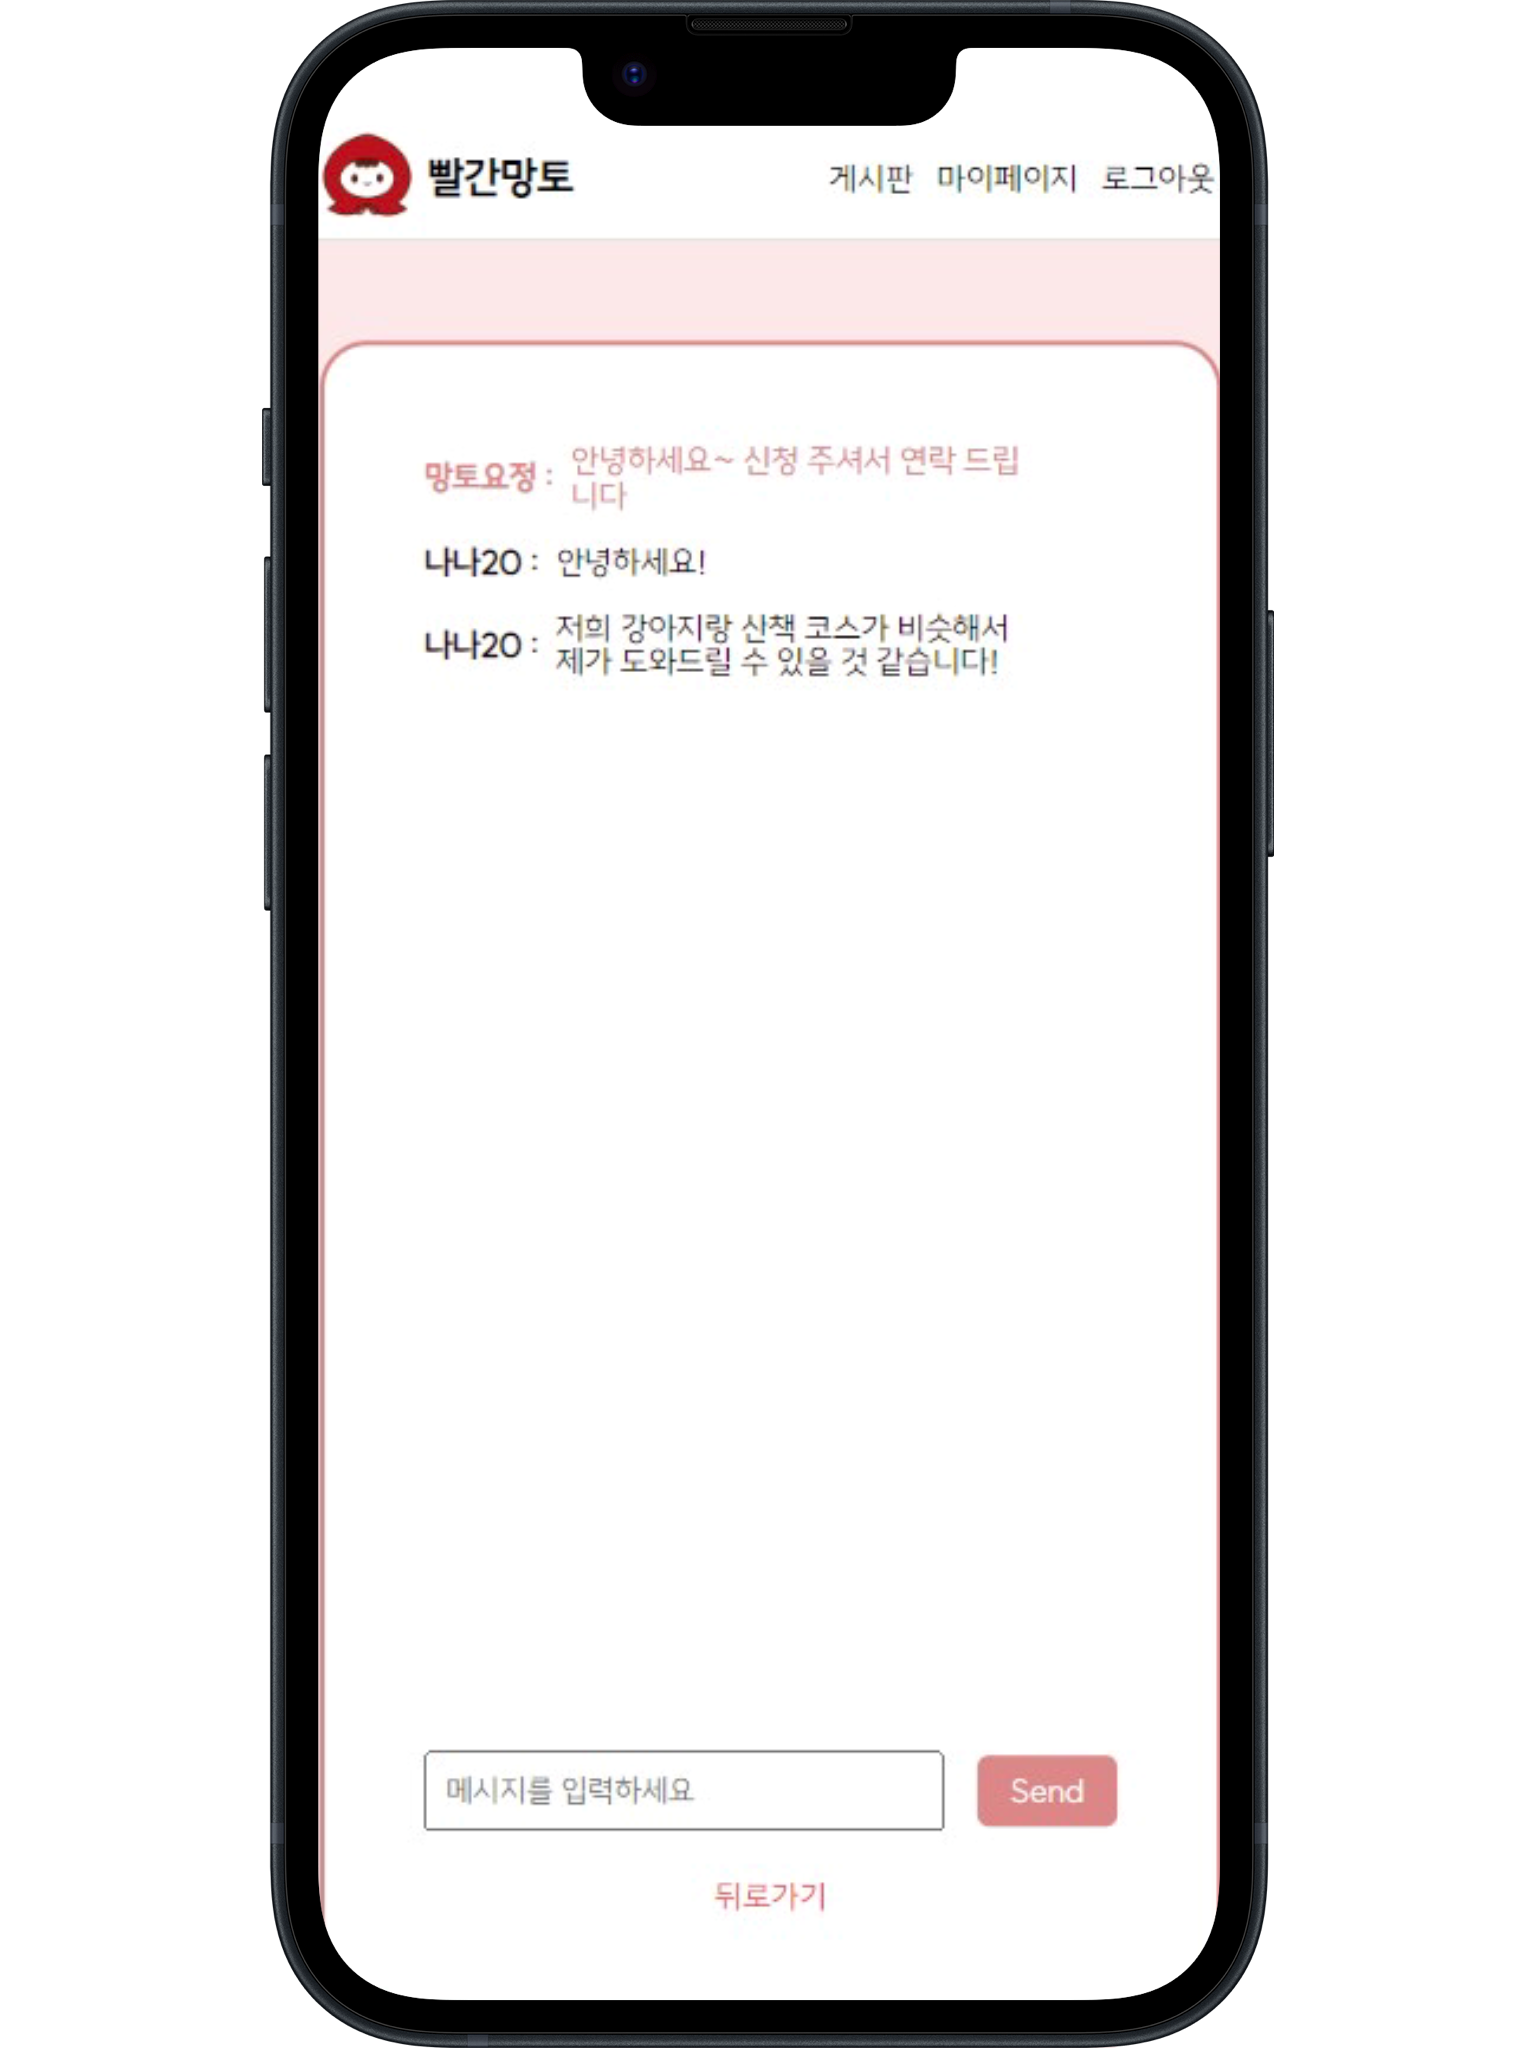 빨간망토 게시판 마이페이지 로그아웃
망토요정 : 안녕하세요~ 신청 주셔서 연락 드립
니다
나나20 : 안녕하세요!
나나20 : 저희 강아지랑 산책 코스가 비슷해서
제가 도와드릴 수 있을 것 같습니다!
메시지를 입력하세요 Send
뒤로가기